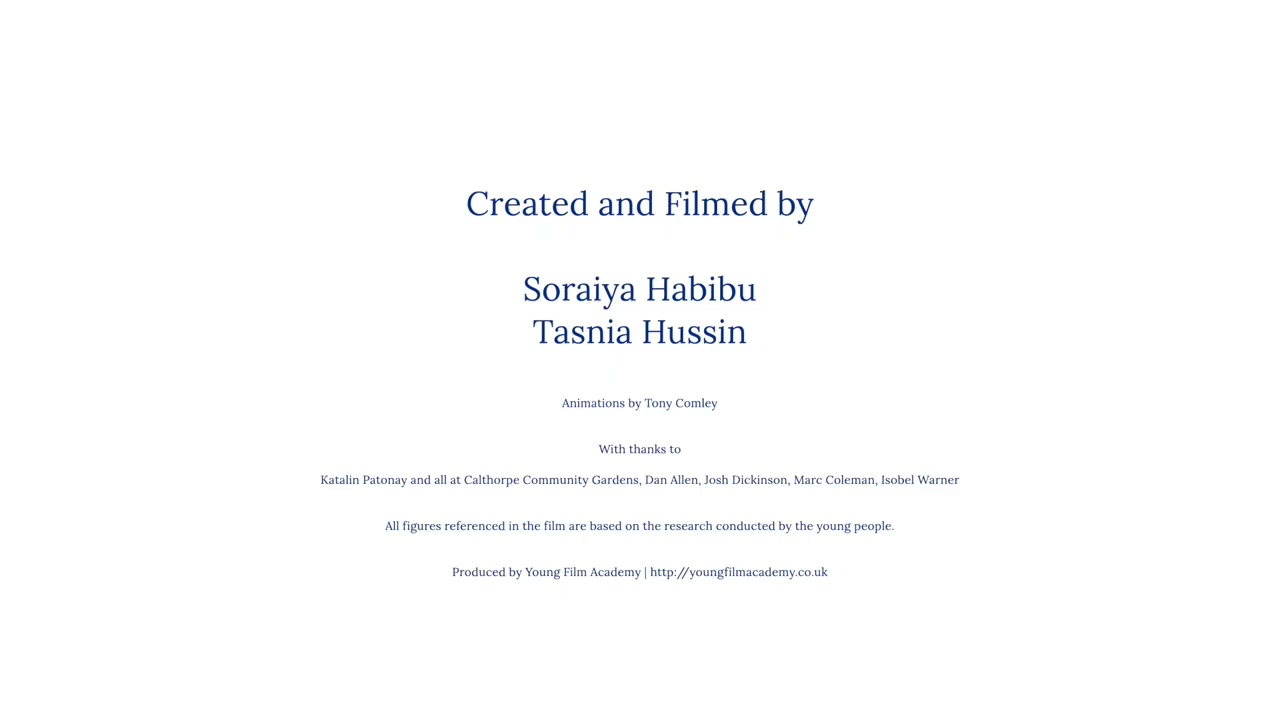 Created and Filmed by
Soraiya Habibu
Tasnia Hussin
Animations by Tony Comley
With thanks to
Katalin Patonay and all at Calthorpe Community Gardens, Dan Allen, Josh Dickinson, Marc Coleman, Isobel Warner
All figures referenced in the film are based on the research conducted by the young people.
Produced by Young Film Academy | http://youngfilmacademy.co.uk